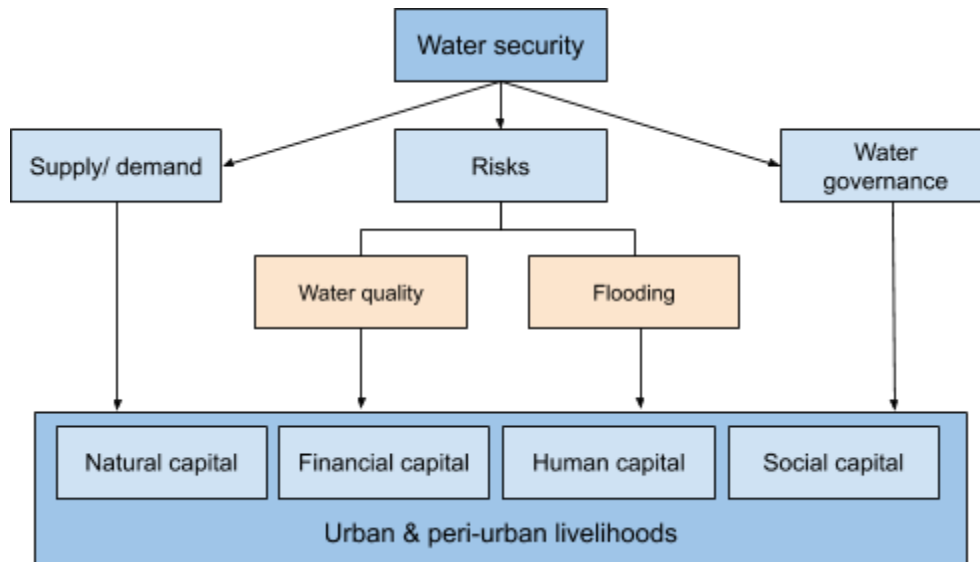 Water security
Supply/ demand
Risks
Water
governance
Water quality
Flooding
Natural capital
Financial capital
Human capital
Social capital
Urban & peri-urban livelihoods